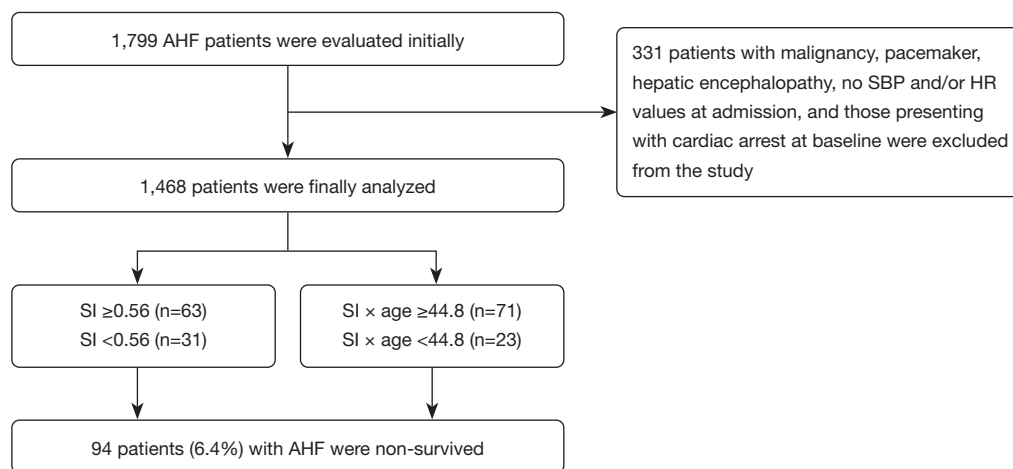 1,799 AHF patients were evaluated initially
331 patients with malignancy, pacemaker,
hepatic encephalopathy, no SBP and/or HR
values at admission, and those presenting
with cardiac arrest at baseline were excluded
from the study
1,468 patients were finally analyzed
SI ≥0.56 (n=63)
SI <0.56 (n=31)
SI × age ≥44.8 (n=71)
SI × age <44.8 (n=23)
94 patients (6.4%) with AHF were non-survived